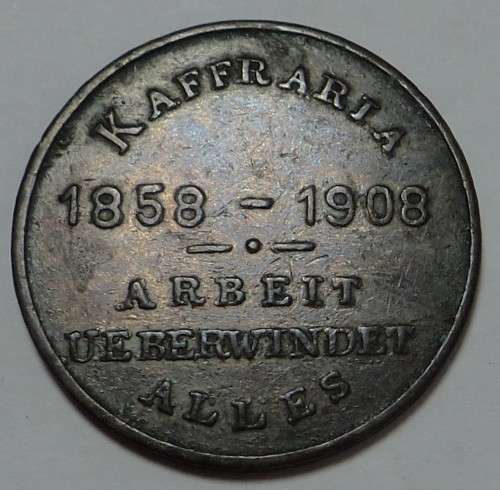 KAFFRARIA
1858 - 1908
ARBEIT
UEBERWINDET
ALLES